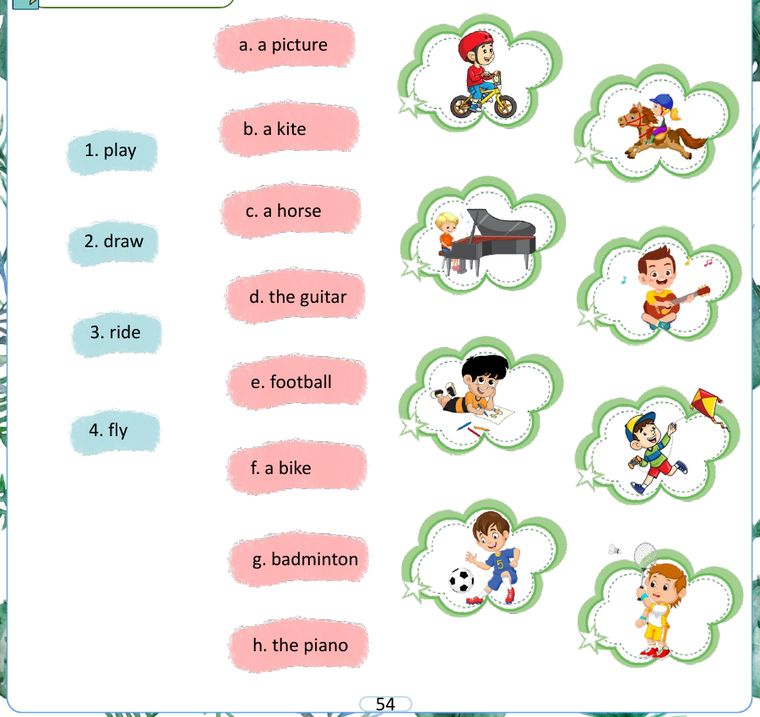 1. play
2. draw
3. ride
4. fly
a. a picture
b. a kite
c. a horse
d. the guitar
e. football
f. a bike
g. badminton
h. the piano
5
54